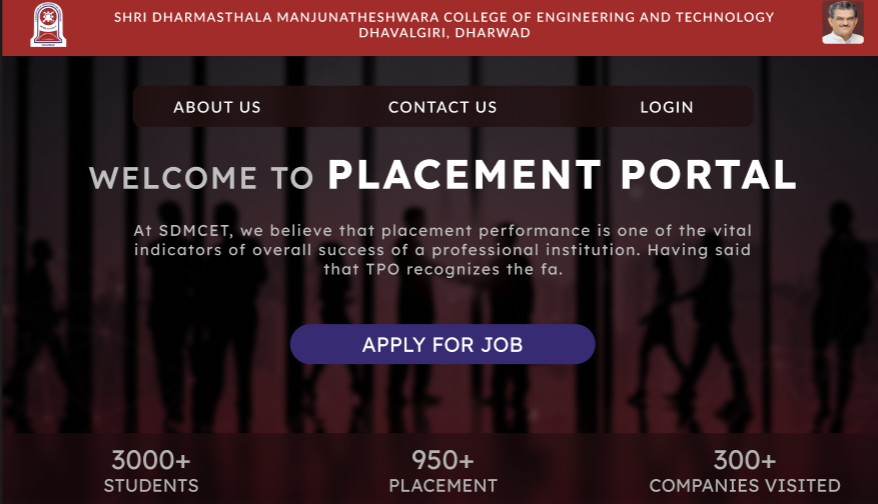 SHRI DHARMASTHALA MANJUNATHESHWARA COLLEGE OF ENGINEERING AND TECHNOLOGY
DHAVALGIRI, DHARWAD
ABOUT US
CONTACT US
LOGIN
WELCOME TO PLACEMENT PORTAL
At SDMCET, we believe that placement performance is one of the vital
indicators of overall success of a professional institution. Having said
that TPO recognizes the fa.
APPLY FOR JOB
3000+
STUDENTS
950+
PLACEMENT
300+
COMPANIES VISITED